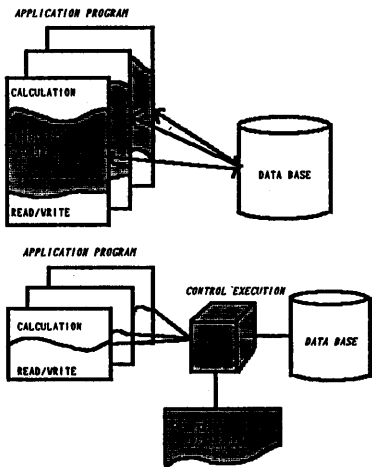 APPLICATION PROGRAM
CALCULATION
DATA BASE
READ/WRITE
APPLICATION PROGRAM
CONTROL EXECUTION
CALCULATION
DATA BASE
READ/WRITE